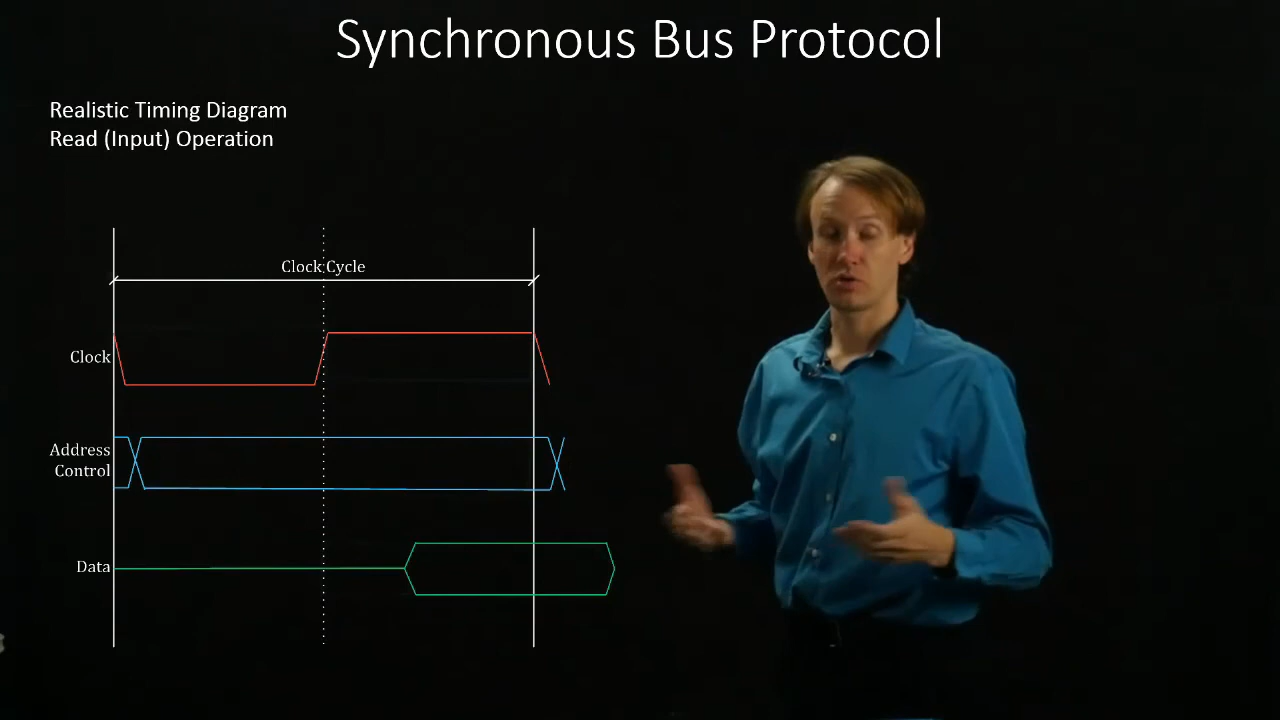 Synchronous Bus Protocol
Realistic Timing Diagram
Read (Input) Operation
Clock Cycle
Clock
Address
Control
Data